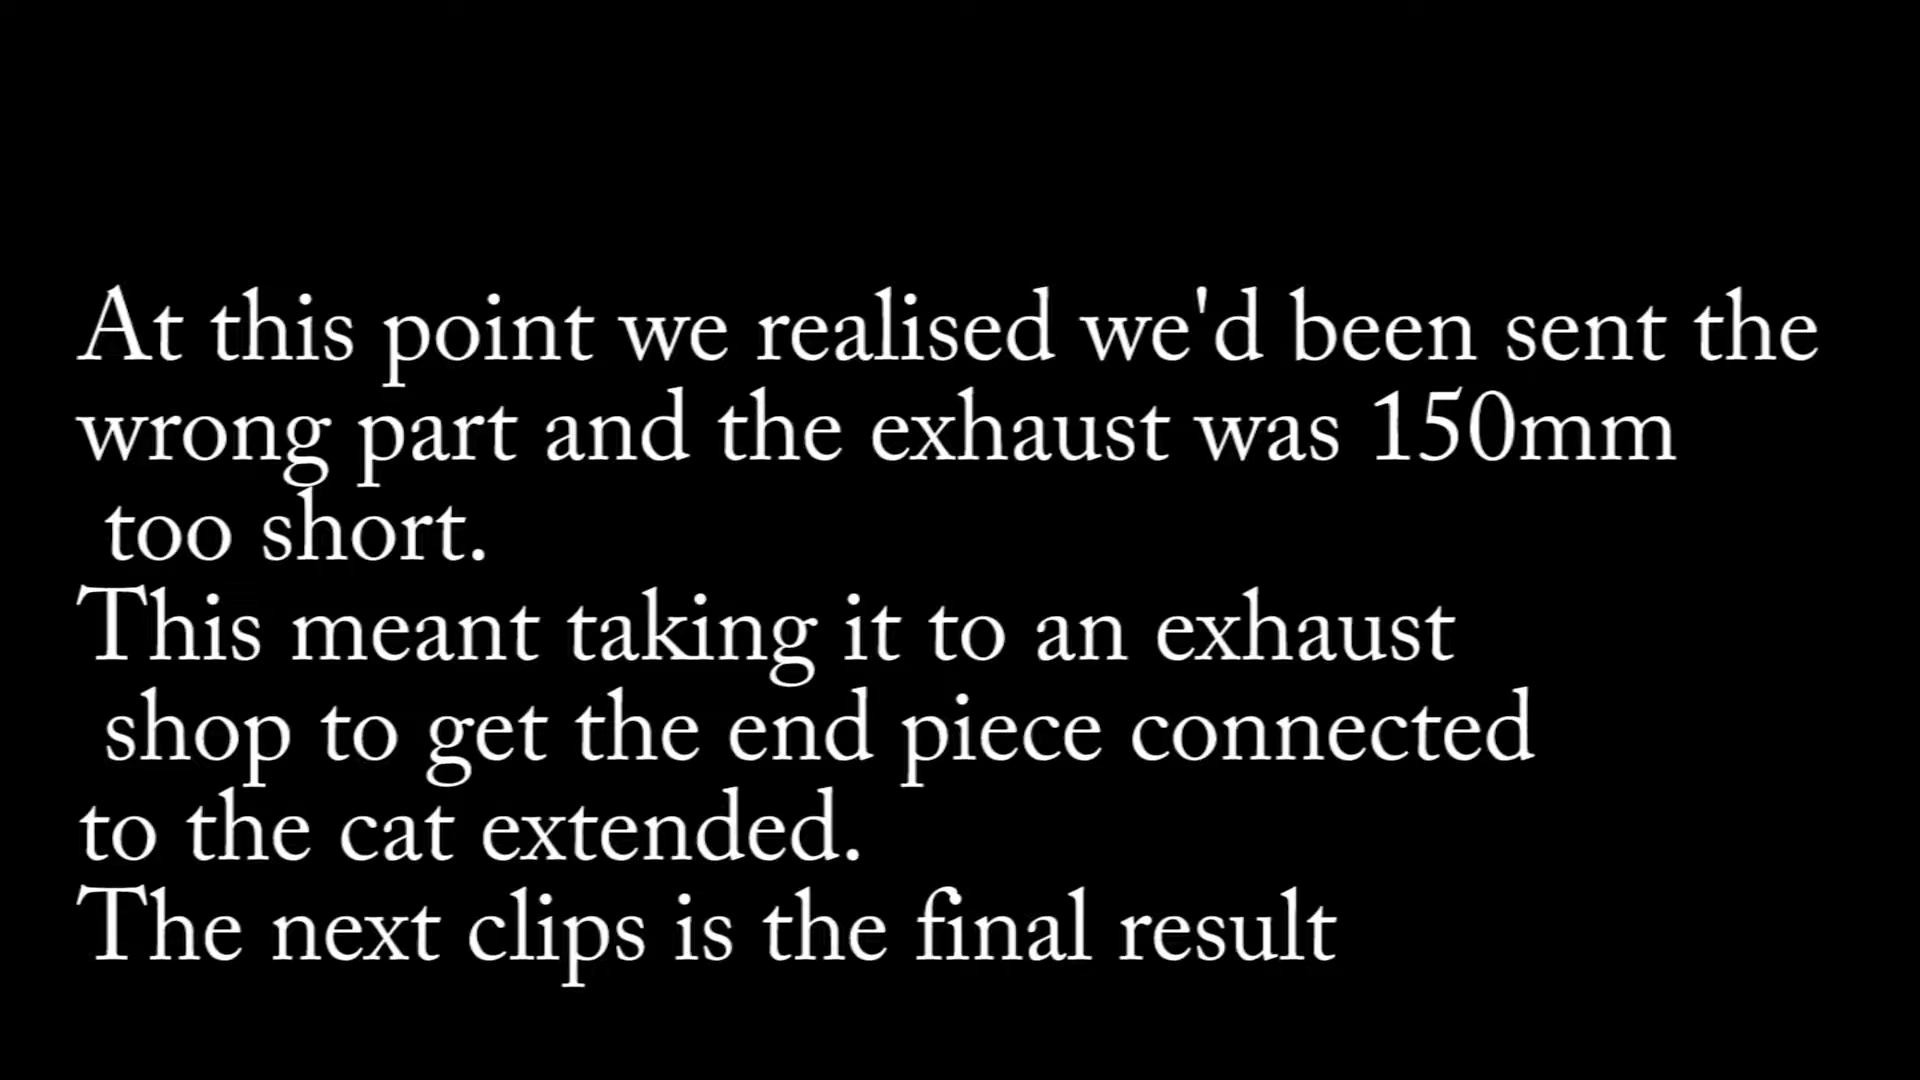 At this point we realised we'd been sent the
wrong part and the exhaust was 150mm
too short.
This meant taking it to an exhaust
shop to get the end piece connected
to the cat extended.
The next clips is the final result